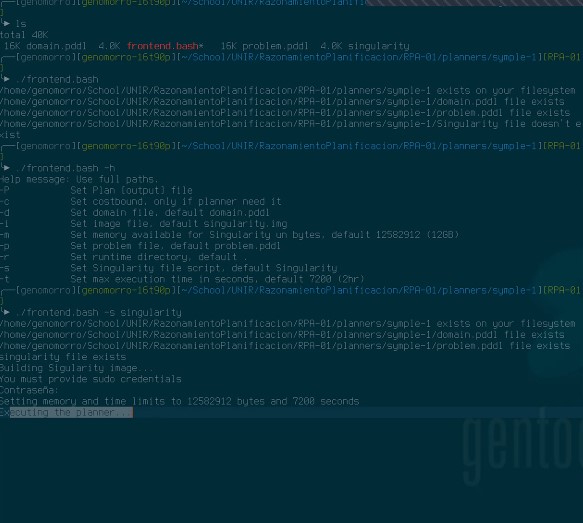 ┌──[genomorro][genomorro-16t90p][~/School/UNIR/RazonamientoPlanif
]
└► ls
total 40K
16K domain.pddl  4.0K frontend.bash*  16K problem.pddl  4.0K singularity
┌──[genomorro][genomorro-16t90p][~/School/UNIR/RazonamientoPlanificacion/RPA-01/planners/symple-1][RPA-01
]
└► ./frontend.bash
/home/genomorro/School/UNIR/RazonamientoPlanificacion/RPA-01/planners/symple-1 exists on your filesystem
/home/genomorro/School/UNIR/RazonamientoPlanificacion/RPA-01/planners/symple-1/domain.pddl file exists
/home/genomorro/School/UNIR/RazonamientoPlanificacion/RPA-01/planners/symple-1/problem.pddl file exists
/home/genomorro/School/UNIR/RazonamientoPlanificacion/RPA-01/planners/symple-1/Singularity file doesn't e
xist
┌──[genomorro][genomorro-16t90p][~/School/UNIR/RazonamientoPlanificacion/RPA-01/planners/symple-1][RPA-01
]
└► ./frontend.bash -h
Help message: Use full paths.
-P Set Plan [output] file
-c Set costbound, only if planner need it
-d Set domain file, default domain.pddl
-i Set image file, default singularity.img
-m Set memory available for Singularity un bytes, default 12582912 (12GB)
-p Set problem file, default problem.pddl
-r Set runtime directory, default .
-s Set Singularity file script, default Singularity
-t Set max execution time in seconds, default 7200 (2hr)
┌──[genomorro][genomorro-16t90p][~/School/UNIR/RazonamientoPlanificacion/RPA-01/planners/symple-1][RPA-01
]
└► ./frontend.bash -s singularity
/home/genomorro/School/UNIR/RazonamientoPlanificacion/RPA-01/planners/symple-1 exists on your filesystem
/home/genomorro/School/UNIR/RazonamientoPlanificacion/RPA-01/planners/symple-1/domain.pddl file exists
/home/genomorro/School/UNIR/RazonamientoPlanificacion/RPA-01/planners/symple-1/problem.pddl file exists
singularity file exists
Building Sigularity image...
You must provide sudo credentials
Contraseña:
Setting memory and time limits to 12582912 bytes and 7200 seconds
Executing the planner...
gentoo